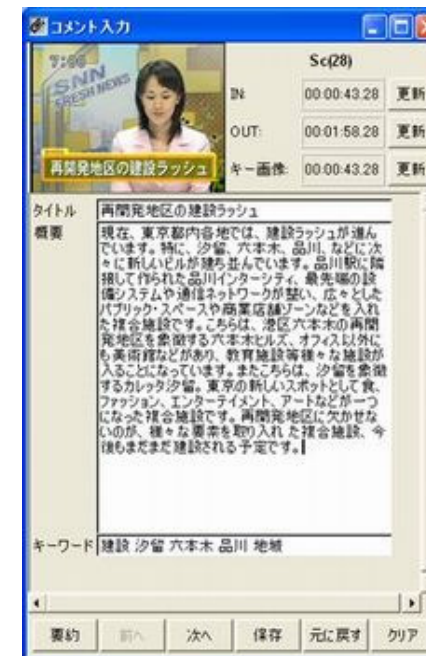 コメント入力
7:00
SNN
FRESH NEWS
再開発地区の建設ラッシュ
Sc(28)
IN: 00:00:43.28 更新
OUT: 00:01:58.28 更新
キー画像: 00:00:43.28 更新
タイトル 再開発地区の建設ラッシュ
概要
現在、東京都内各地では、建設ラッシュが進ん
でいます。特に、汐留、六本木、品川、などに次
々に新しいビルが建ち並んでいます。品川駅に隣
接して作られた品川インターシティ、最先端の設
備システムや通信ネットワークが整い、広々とした
パブリック・スペースや商業店舗ゾーンなどを入れ
た複合施設です。こちらは、港区六本木の再開
発地区を象徴する六本木ヒルズ、オフィス以外に
も美術館などがあり、教育施設等様々な施設が
入ることになっています。またこちらは、汐留を象徴
するカレッタ汐留。東京の新しいスポットとして食、
ファッション、エンターテイメント、アートなどが一つ
になった複合施設です。再開発地区に欠かせな
いのが、様々な要素を取り入れた複合施設、今
後もまだまだ建設される予定です。
キーワード 建設 汐留 六本木 品川 地域
要約 前へ 次へ 保存 元に戻す クリア